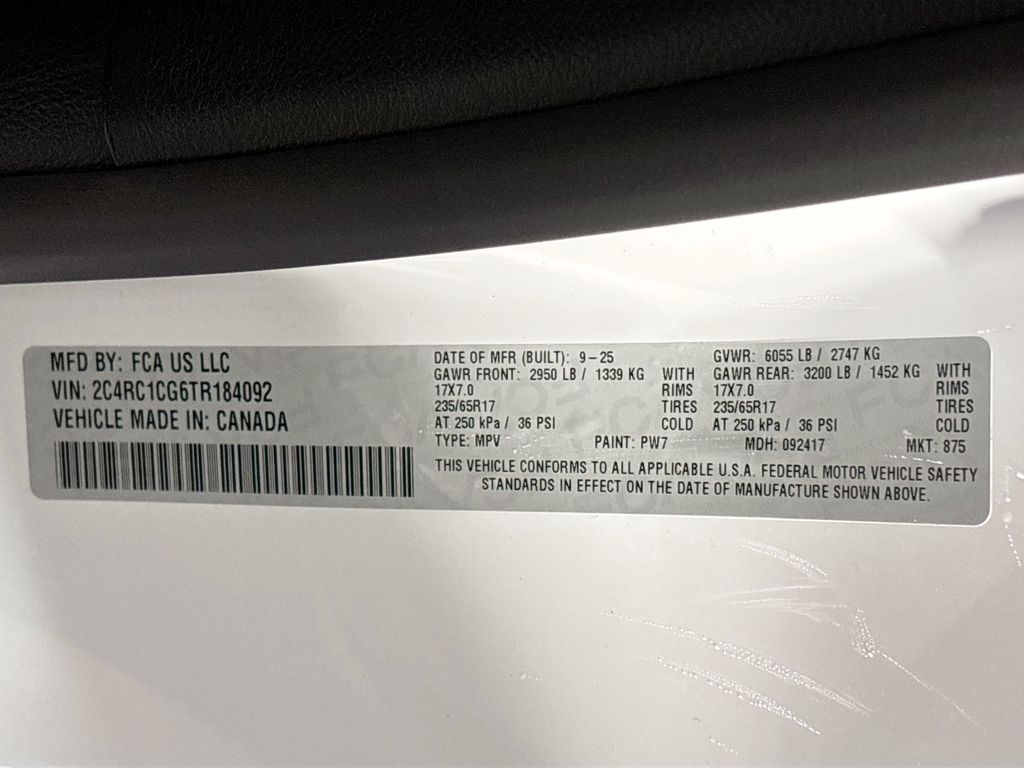 MFD BY: FCA US LLC
VIN: 2C4RC1CG6TR184092
VEHICLE MADE IN: CANADA
DATE OF MFR (BUILT): 9-25
GAWR FRONT: 2950 LB / 1339 KG WITH
17X7.0 RIMS
235/65R17 TIRES
AT 250 kPa / 36 PSI COLD
GVWR: 6055 LB / 2747 KG
GAWR REAR: 3200 LB / 1452 KG WITH
17X7.0 RIMS
235/65R17 TIRES
AT 250 kPa / 36 PSI COLD
TYPE: MPV PAINT: PW7 MDH: 092417 MKT: 875
THIS VEHICLE CONFORMS TO ALL APPLICABLE U.S.A. FEDERAL MOTOR VEHICLE SAFETY
STANDARDS IN EFFECT ON THE DATE OF MANUFACTURE SHOWN ABOVE.